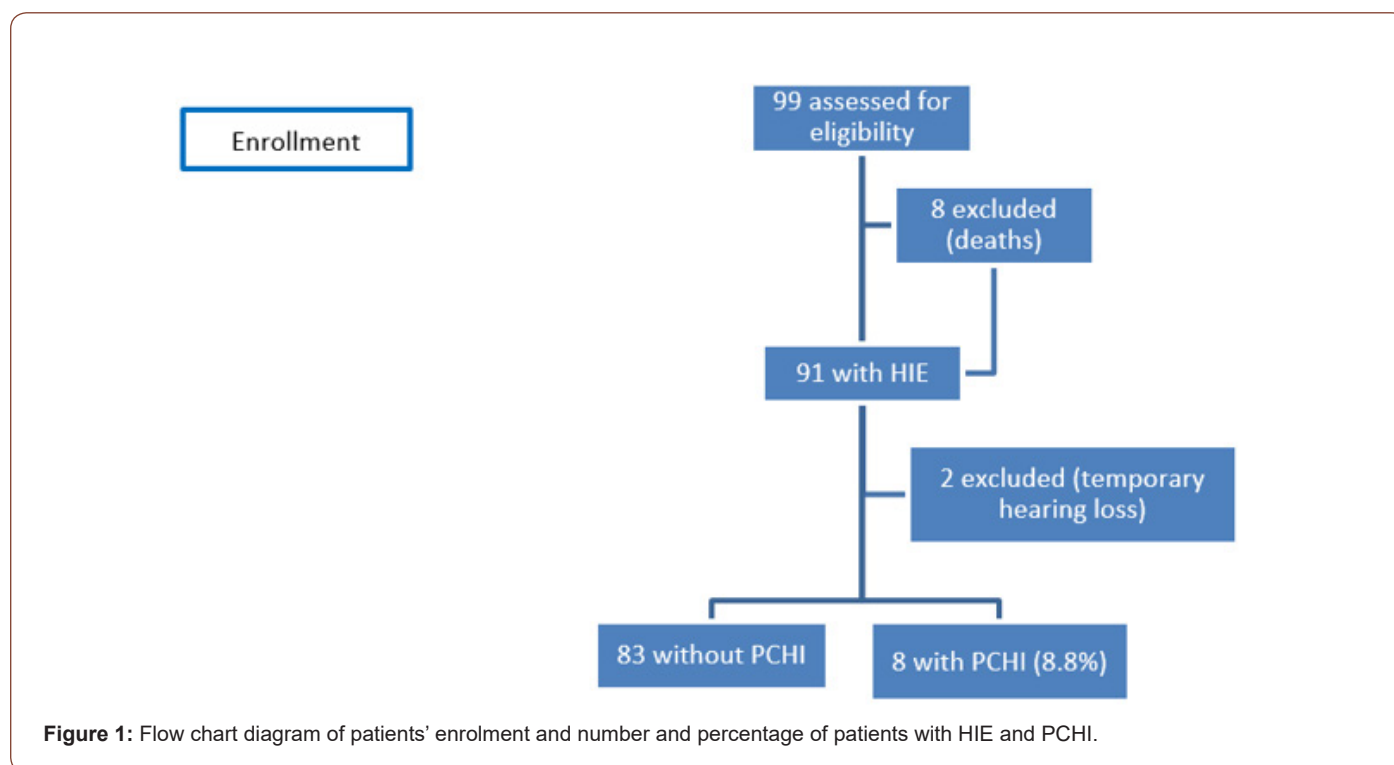 Enrollment
99 assessed for
eligibility
8 excluded
(deaths)
91 with HIE
2 excluded (temporary
hearing loss)
83 without PCHI
8 with PCHI (8.8%)
Figure 1: Flow chart diagram of patients’ enrolment and number and percentage of patients with HIE and PCHI.